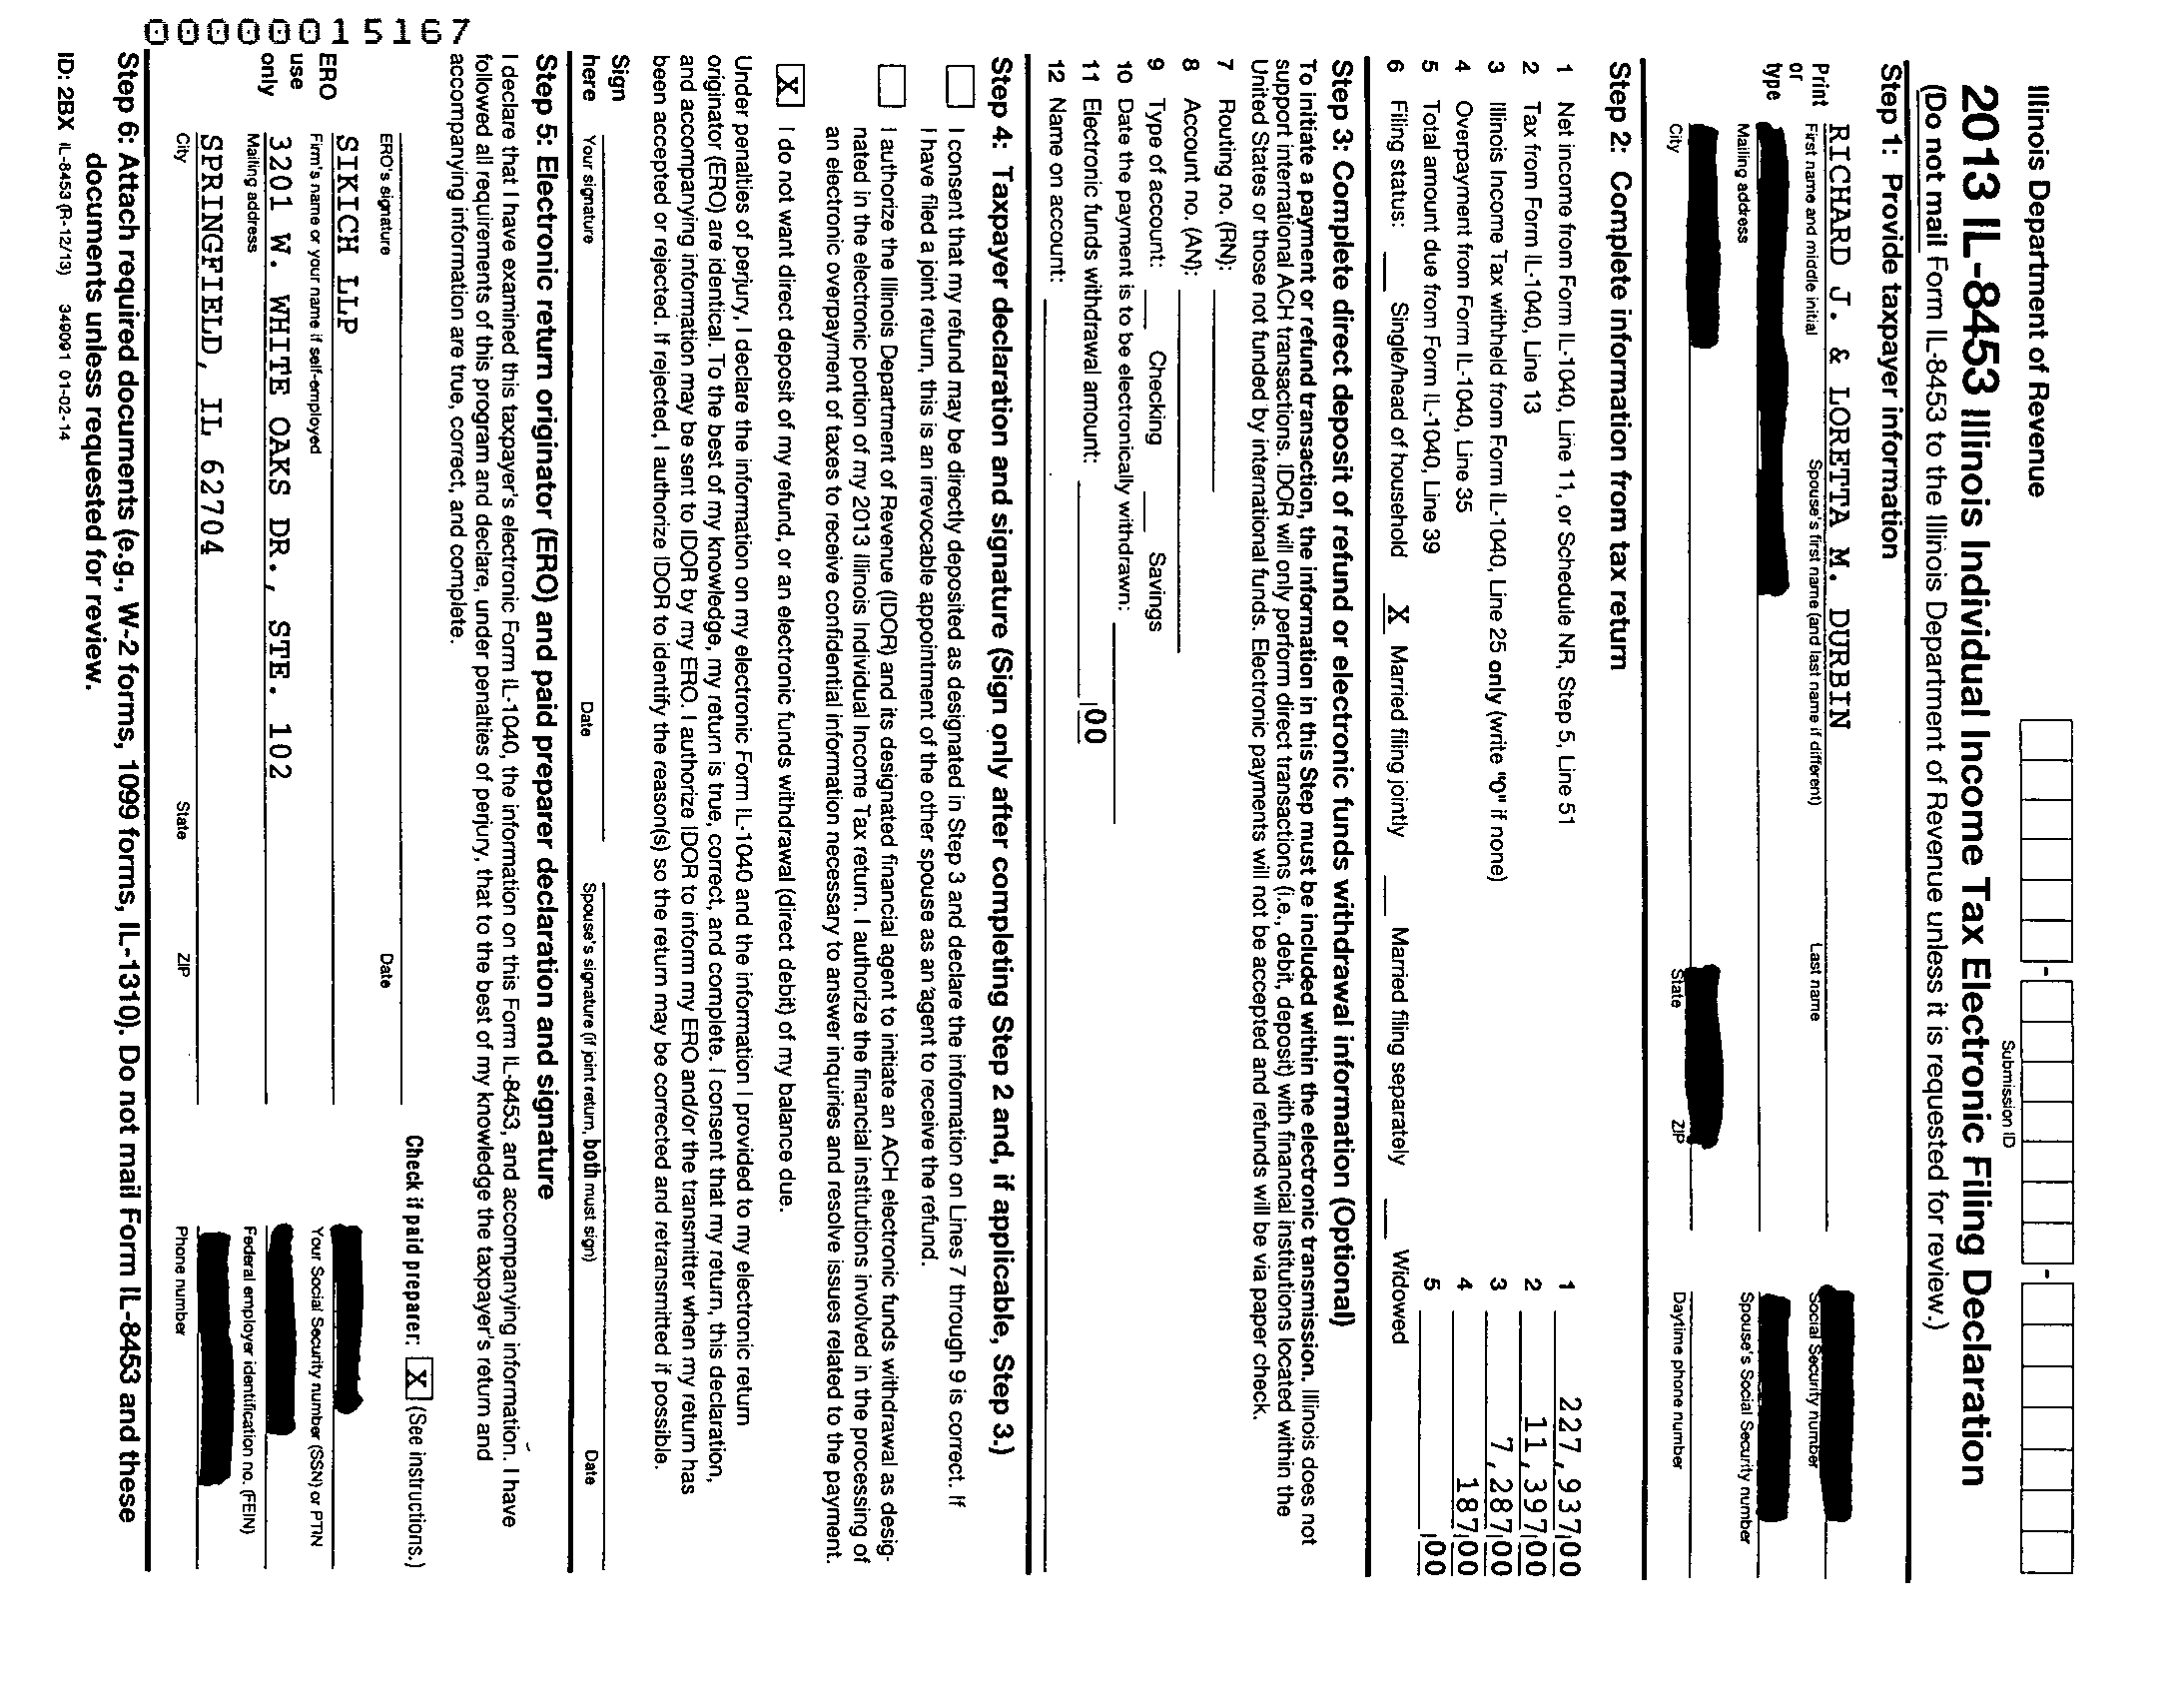 Illinois Department of Revenue
Submission ID
2013 IL-8453 Illinois Individual Income Tax Electronic Filing Declaration
(Do not mail Form IL-8453 to the Illinois Department of Revenue unless it is requested for review.)
Step 1: Provide taxpayer information
RICHARD J. & LORETTA M. DURBIN
Print or type
First name and middle initial Spouse's first name (and last name if different) Last name Social Security number
Mailing address Spouse's Social Security number
City State ZIP Daytime phone number
Step 2: Complete information from tax return
1 Net income from Form IL-1040, Line 11, or Schedule NR, Step 5, Line 51 1 227,937 00
2 Tax from Form IL-1040, Line 13 2 11,397 00
3 Illinois Income Tax withheld from Form IL-1040, Line 25 only (write "0" if none) 3 7,287 00
4 Overpayment from Form IL-1040, Line 35 4 187 00
5 Total amount due from Form IL-1040, Line 39 5 00
6 Filing status: Single/head of household X Married filing jointly Married filing separately Widowed
Step 3: Complete direct deposit of refund or electronic funds withdrawal information (Optional)
To initiate a payment or refund transaction, the information in this Step must be included within the electronic transmission. Illinois does not
support international ACH transactions. IDOR will only perform direct transactions (i.e., debit, deposit) with financial institutions located within the
United States or those not funded by international funds. Electronic payments will not be accepted and refunds will be via paper check.
7 Routing no. (RN):
8 Account no. (AN):
9 Type of account: Checking Savings
10 Date the payment is to be electronically withdrawn:
11 Electronic funds withdrawal amount: 00
12 Name on account:
Step 4: Taxpayer declaration and signature (Sign only after completing Step 2 and, if applicable, Step 3.)
I consent that my refund may be directly deposited as designated in Step 3 and declare the information on Lines 7 through 9 is correct. If
I have filed a joint return, this is an irrevocable appointment of the other spouse as an agent to receive the refund.
I authorize the Illinois Department of Revenue (IDOR) and its designated financial agent to initiate an ACH electronic funds withdrawal as desig-
nated in the electronic portion of my 2013 Illinois Individual Income Tax return. I authorize the financial institutions involved in the processing of
an electronic overpayment of taxes to receive confidential information necessary to answer inquiries and resolve issues related to the payment.
X I do not want direct deposit of my refund, or an electronic funds withdrawal (direct debit) of my balance due.
Under penalties of perjury, I declare the information on my electronic Form IL-1040 and the information I provided to my electronic return
originator (ERO) are identical. To the best of my knowledge, my return is true, correct, and complete. I consent that my return, this declaration,
and accompanying information may be sent to IDOR by my ERO. I authorize IDOR to inform my ERO and/or the transmitter when my return has
been accepted or rejected. If rejected, I authorize IDOR to identify the reason(s) so the return may be corrected and retransmitted if possible.
Sign here
Your signature Date Spouse's signature (if joint return, both must sign) Date
Step 5: Electronic return originator (ERO) and paid preparer declaration and signature
I declare that I have examined this taxpayer's electronic Form IL-1040, the information on this Form IL-8453, and accompanying information. I have
followed all requirements of this program and declare, under penalties of perjury, that to the best of my knowledge the taxpayer's return and
accompanying information are true, correct, and complete.
Check if paid preparer: X (See instructions.)
ERO's signature Date
ERO use only
SIKICH LLP
Firm's name or your name if self-employed Your Social Security number (SSN) or PTIN
3201 W. WHITE OAKS DR., STE. 102
Mailing address Federal employer identification no. (FEIN)
SPRINGFIELD, IL 62704
City State ZIP Phone number
Step 6: Attach required documents (e.g., W-2 forms, 1099 forms, IL-1310). Do not mail Form IL-8453 and these
documents unless requested for review.
ID: 2BX IL-8453 (R-12/13) 349091 01-02-14
00000015167